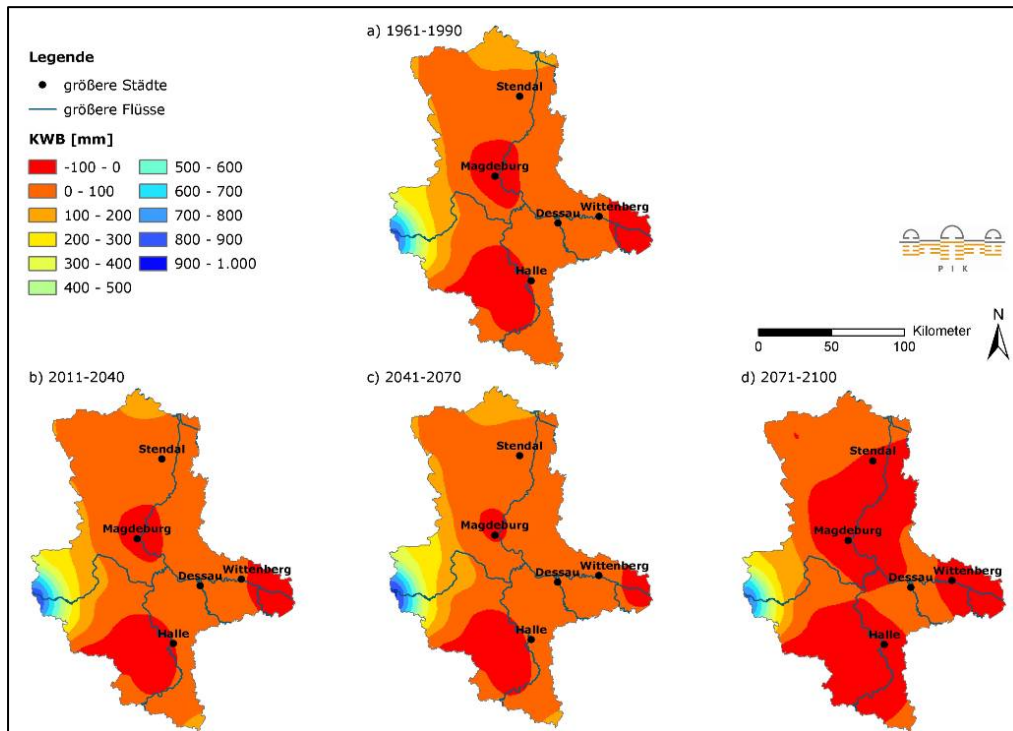 a) 1961-1990
Legende
größere Städte
größere Flüsse
KWB [mm]
-100 - 0 500 - 600
0 - 100 600 - 700
100 - 200 700 - 800
200 - 300 800 - 900
300 - 400 900 - 1.000
400 - 500
Stendal
Magdeburg
Dessau
Wittenberg
Halle
P I K
Kilometer
0 50 100
N
b) 2011-2040
Stendal
Magdeburg
Dessau
Wittenberg
Halle
c) 2041-2070
Stendal
Magdeburg
Dessau
Wittenberg
Halle
d) 2071-2100
Stendal
Magdeburg
Dessau
Wittenberg
Halle